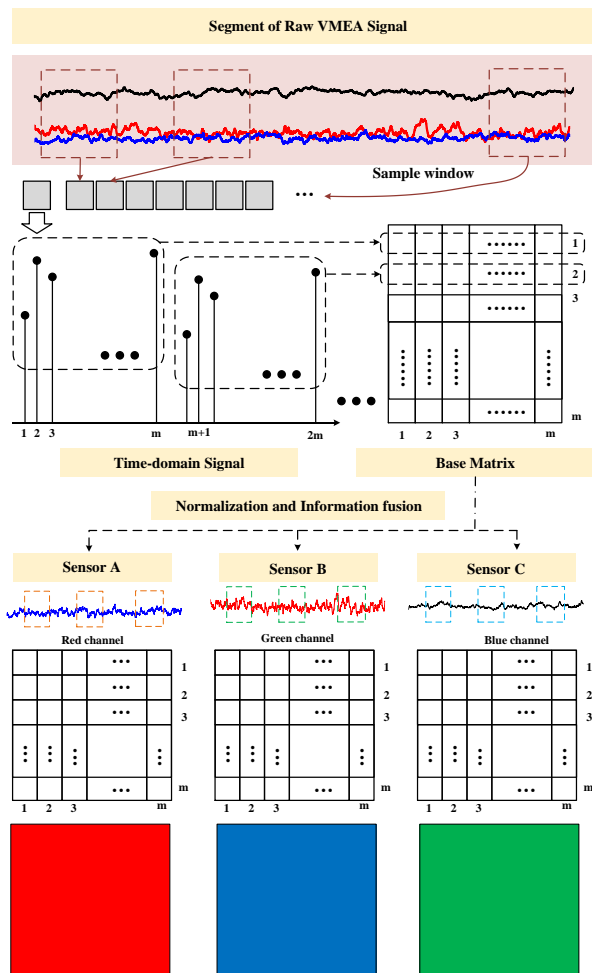 Segment of Raw VMEA Signal
Sample window
1
2
3
m
1 2 3 m m+1 2m
1 2 3 m
Time-domain Signal Base Matrix
Normalization and Information fusion
Sensor A Sensor B Sensor C
Red channel Green channel Blue channel
1 1 1
2 2 2
3 3 3
m m m
1 2 3 m 1 2 3 m 1 2 3 m